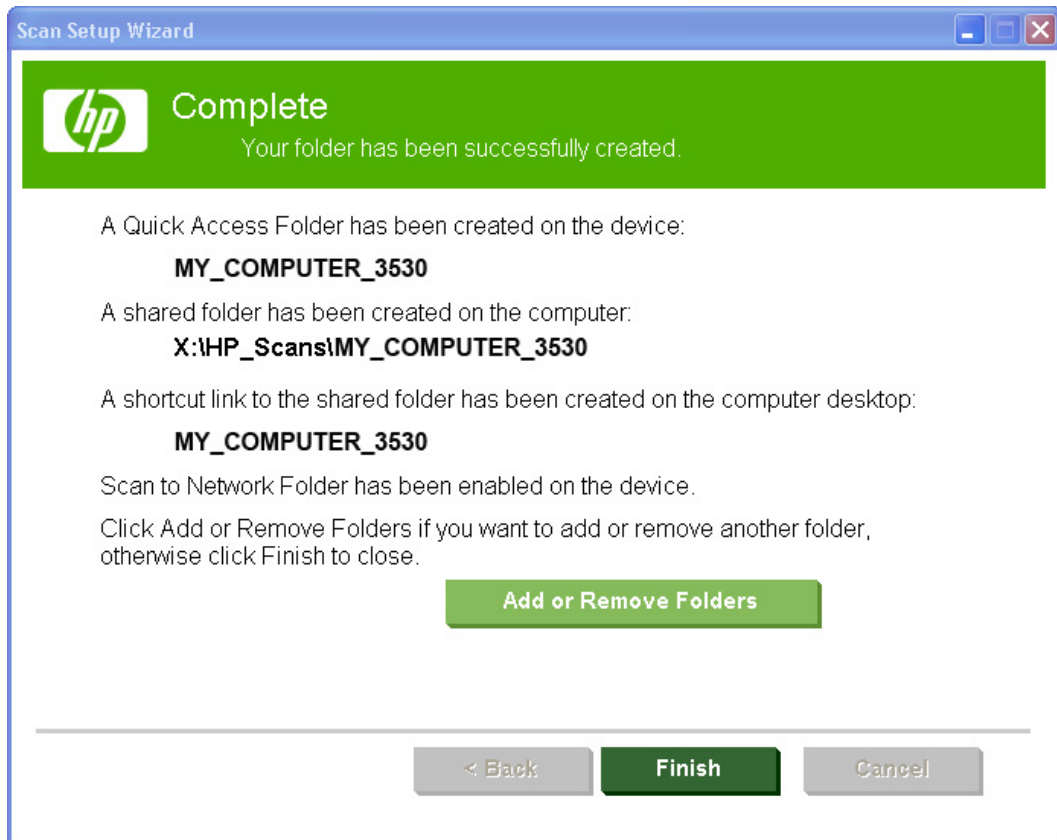 Scan Setup Wizard
hp
Complete
Your folder has been successfully created.
A Quick Access Folder has been created on the device:
MY_COMPUTER_3530
A shared folder has been created on the computer:
X:\HP_Scans\MY_COMPUTER_3530
A shortcut link to the shared folder has been created on the computer desktop:
MY_COMPUTER_3530
Scan to Network Folder has been enabled on the device.
Click Add or Remove Folders if you want to add or remove another folder,
otherwise click Finish to close.
Add or Remove Folders
< Back
Finish
Cancel